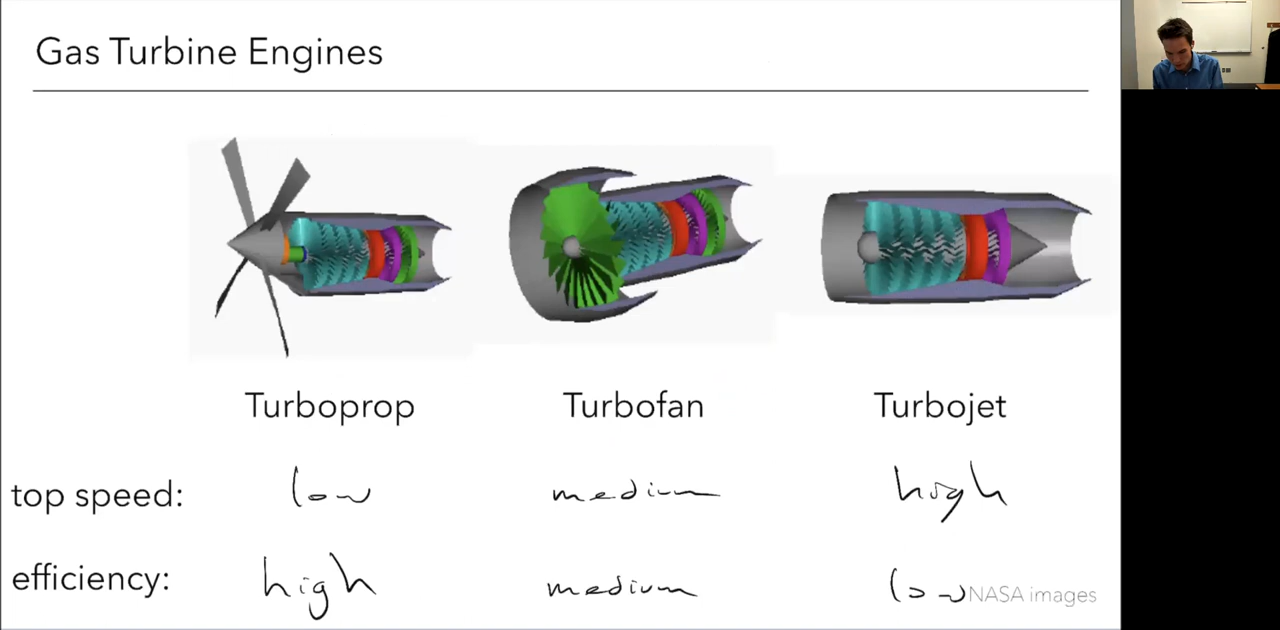 Gas Turbine Engines
Turboprop Turbofan Turbojet
top speed: low medium high
efficiency: high medium low
NASA images